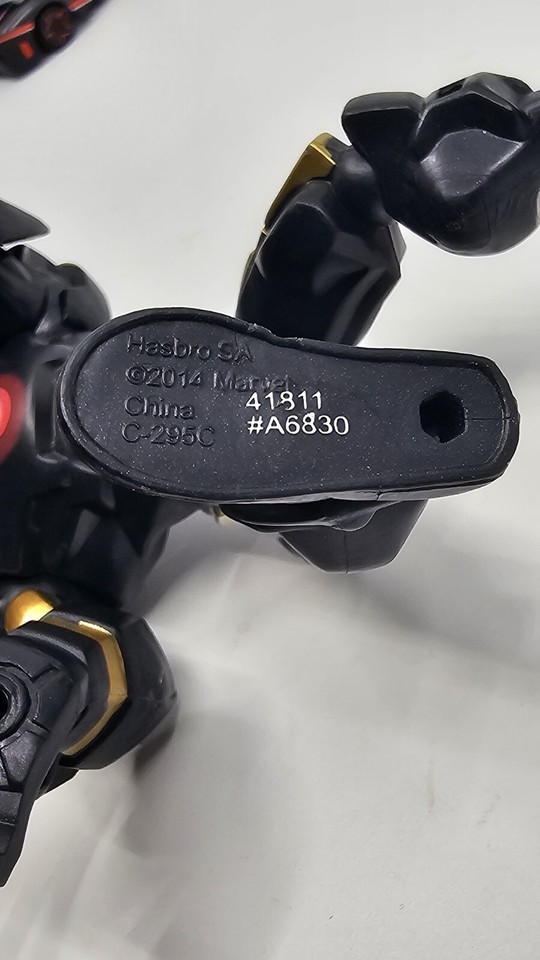 Hasbro SA
©2014 Marvel
China
C-295C
41811
#A6830